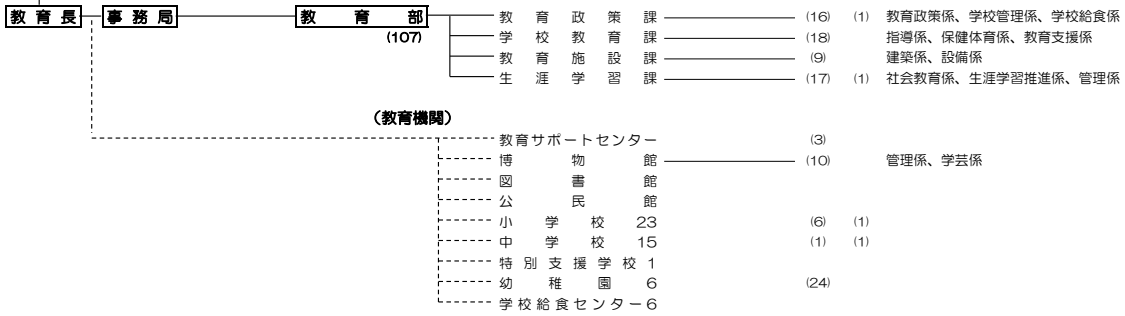 教育長 事務局 教育部 教育政策課 (16) (1) 教育政策係、学校管理係、学校給食係
(107) 学校教育課 (18) 指導係、保健体育係、教育支援係
教育施設課 (9) 建築係、設備係
生涯学習課 (17) (1) 社会教育係、生涯学習推進係、管理係
(教育機関)
教育サポートセンター (3)
博物館 (10) 管理係、学芸係
図書館
公民館
小学校 23 (6) (1)
中学校 15 (1) (1)
特別支援学校 1
幼稚園 6 (24)
学校給食センター 6